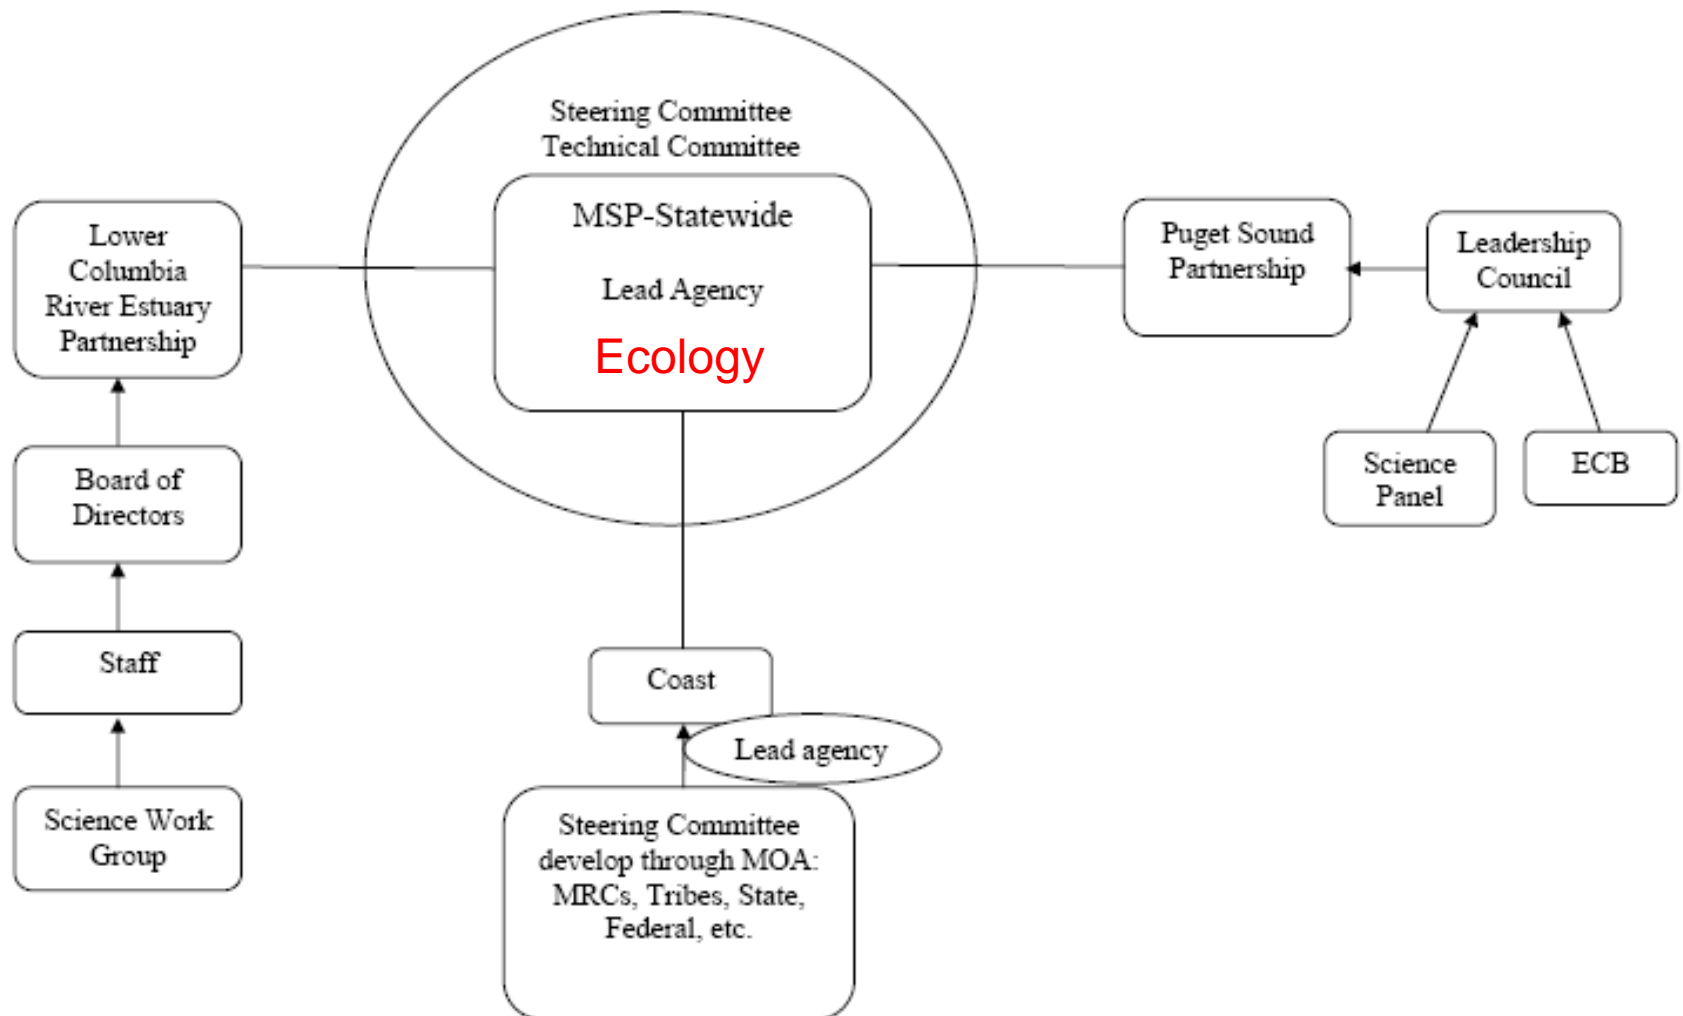 Steering Committee
Technical Committee
MSP-Statewide
Lead Agency
Ecology
Lower
Columbia
River Estuary
Partnership
Board of
Directors
Staff
Science Work
Group
Puget Sound
Partnership
Leadership
Council
Science
Panel
ECB
Coast
Lead agency
Steering Committee
develop through MOA:
MRCs, Tribes, State,
Federal, etc.